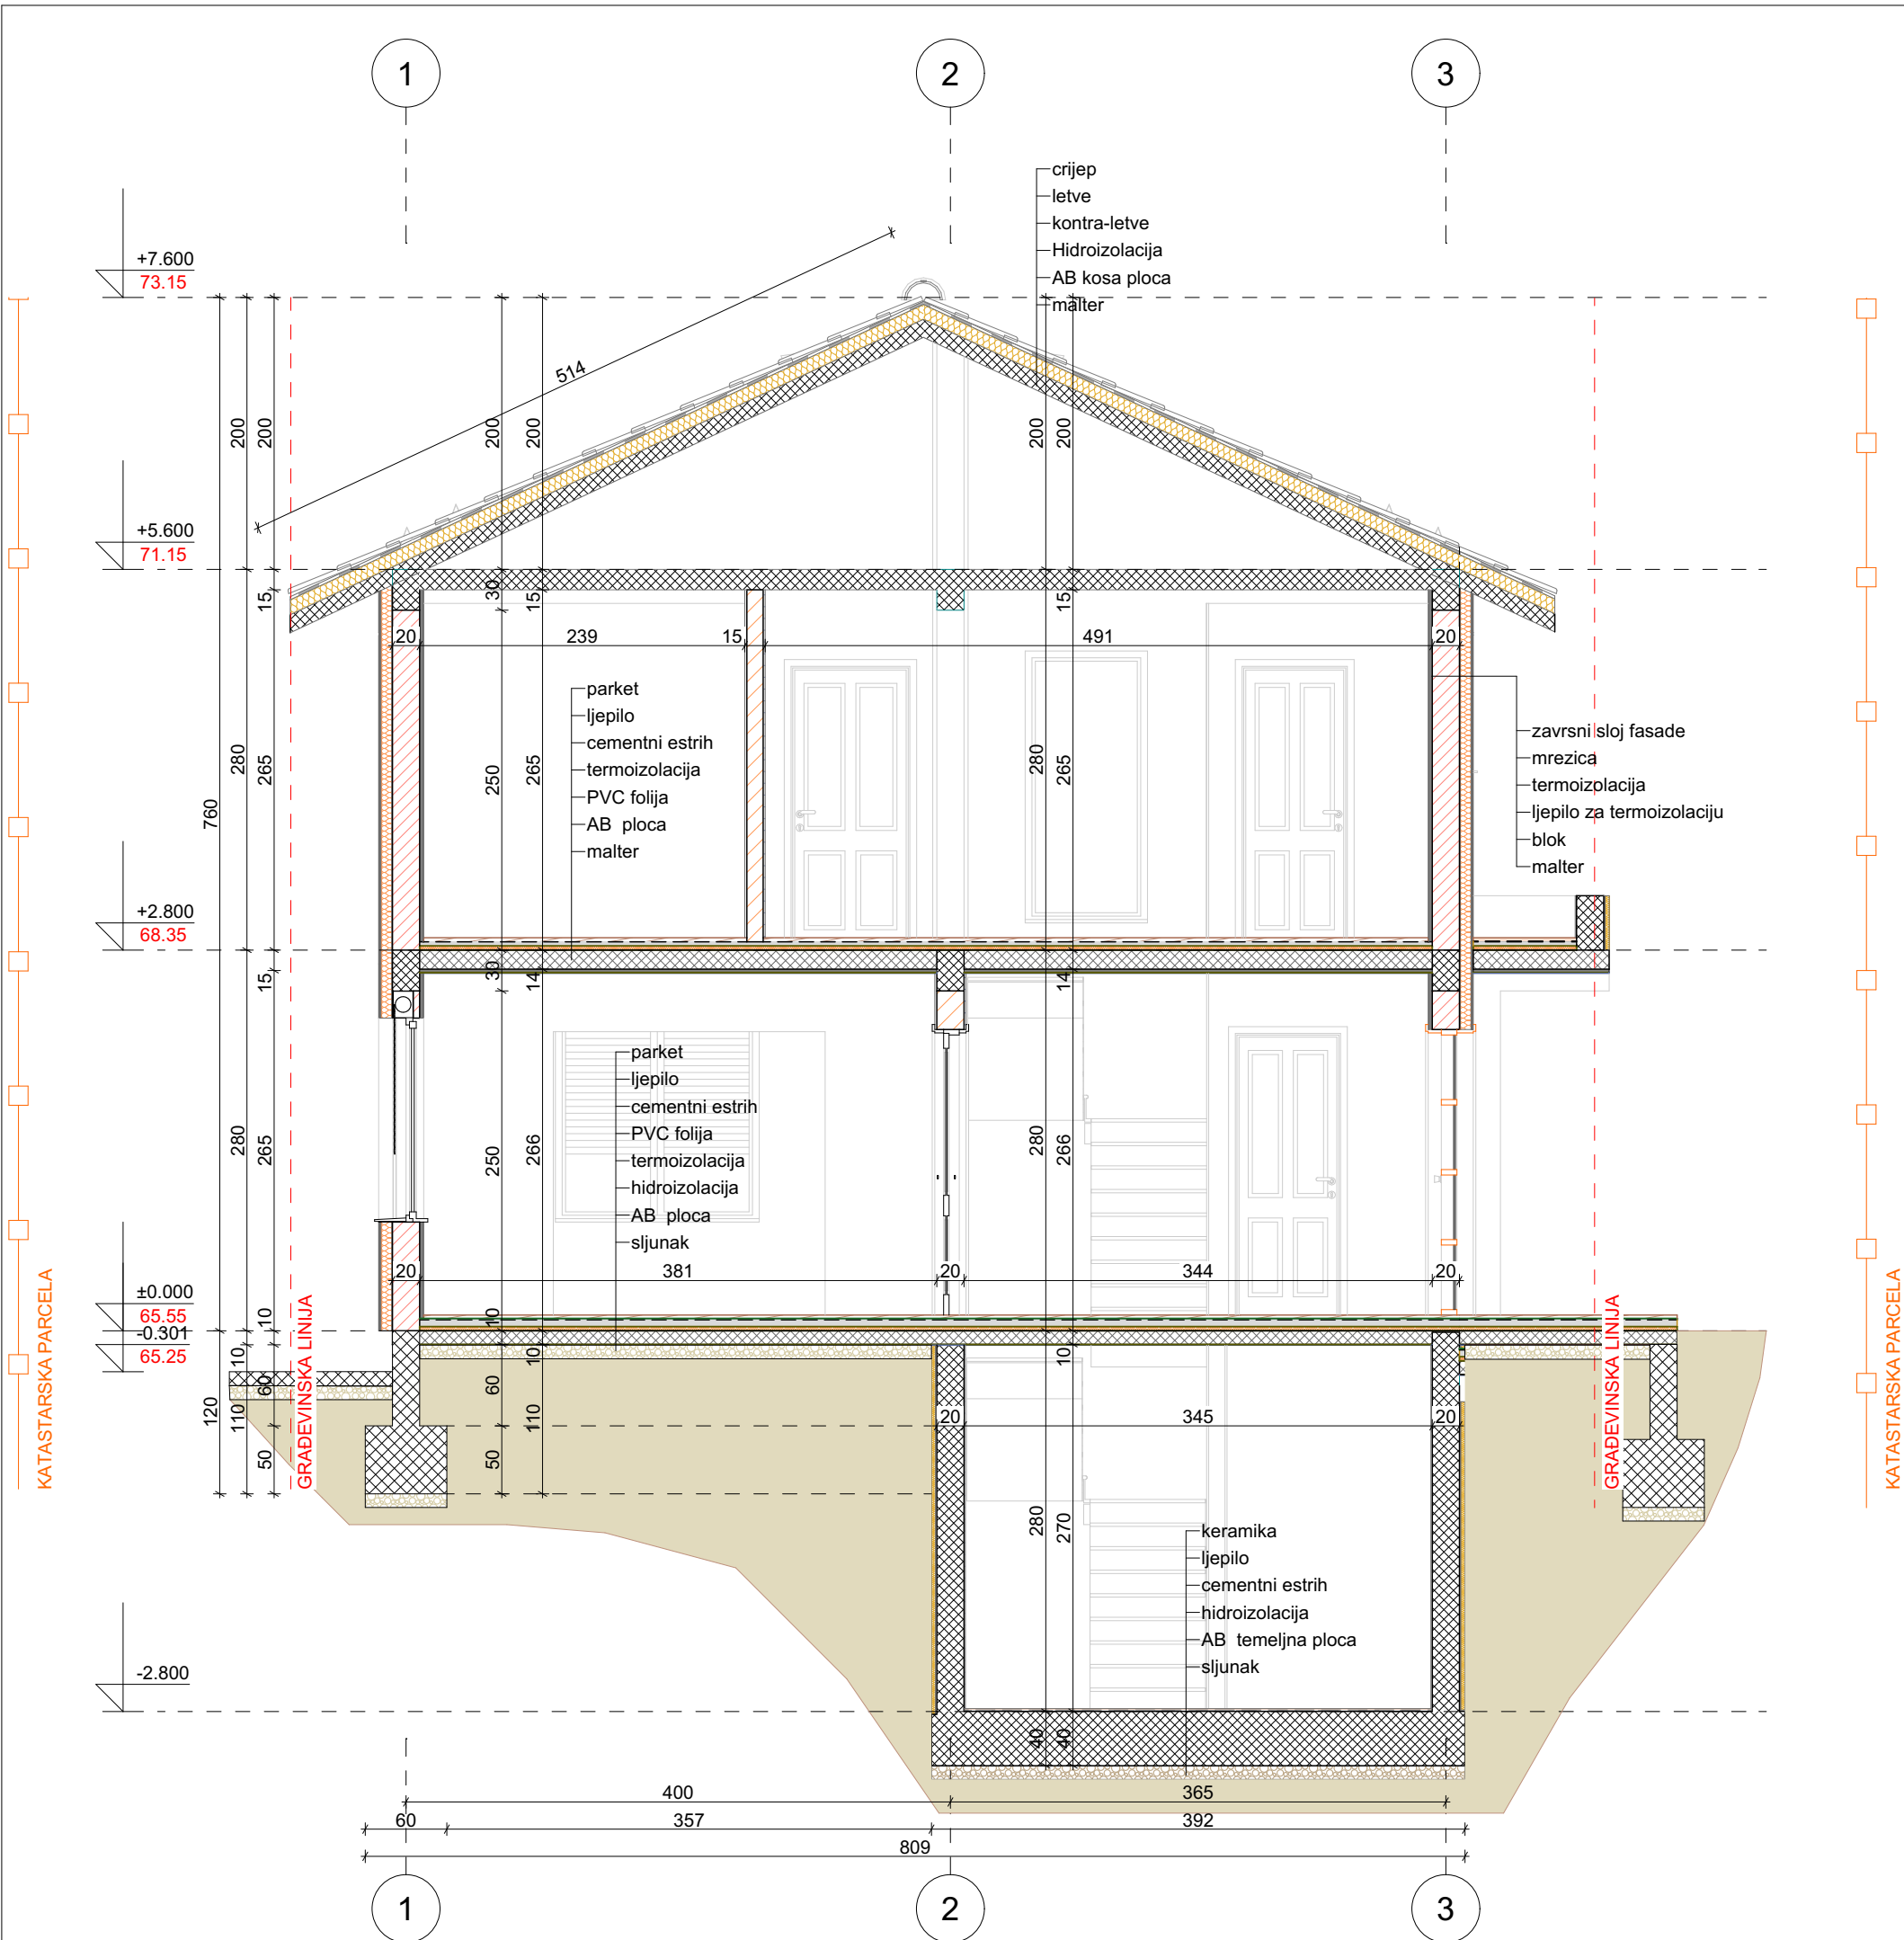 1
2
3
crijep
letve
kontra-letve
Hidroizolacija
AB kosa ploca
malter
+7.600
73.15
514
200
200
200
200
200
200
+5.600
71.15
15
30
15
15
20
239
15
491
20
parket
ljepilo
cementni estrih
termoizolacija
PVC folija
AB ploca
malter
zavrsni sloj fasade
mrezica
termoizolacija
ljepilo za termoizolaciju
blok
malter
760
280
265
250
265
280
265
+2.800
68.35
15
30
14
14
parket
ljepilo
cementni estrih
PVC folija
termoizolacija
hidroizolacija
AB ploca
sljunak
280
265
250
266
280
266
20
381
20
344
20
±0.000
65.55
-0.301
65.25
10
10
10
10
10
KATASTARSKA PARCELA
GRAĐEVINSKA LINIJA
GRAĐEVINSKA LINIJA
KATASTARSKA PARCELA
120
110
60
50
60
50
110
20
345
20
280
270
keramika
ljepilo
cementni estrih
hidroizolacija
AB temeljna ploca
sljunak
-2.800
40
40
400
365
60
357
392
809
1
2
3